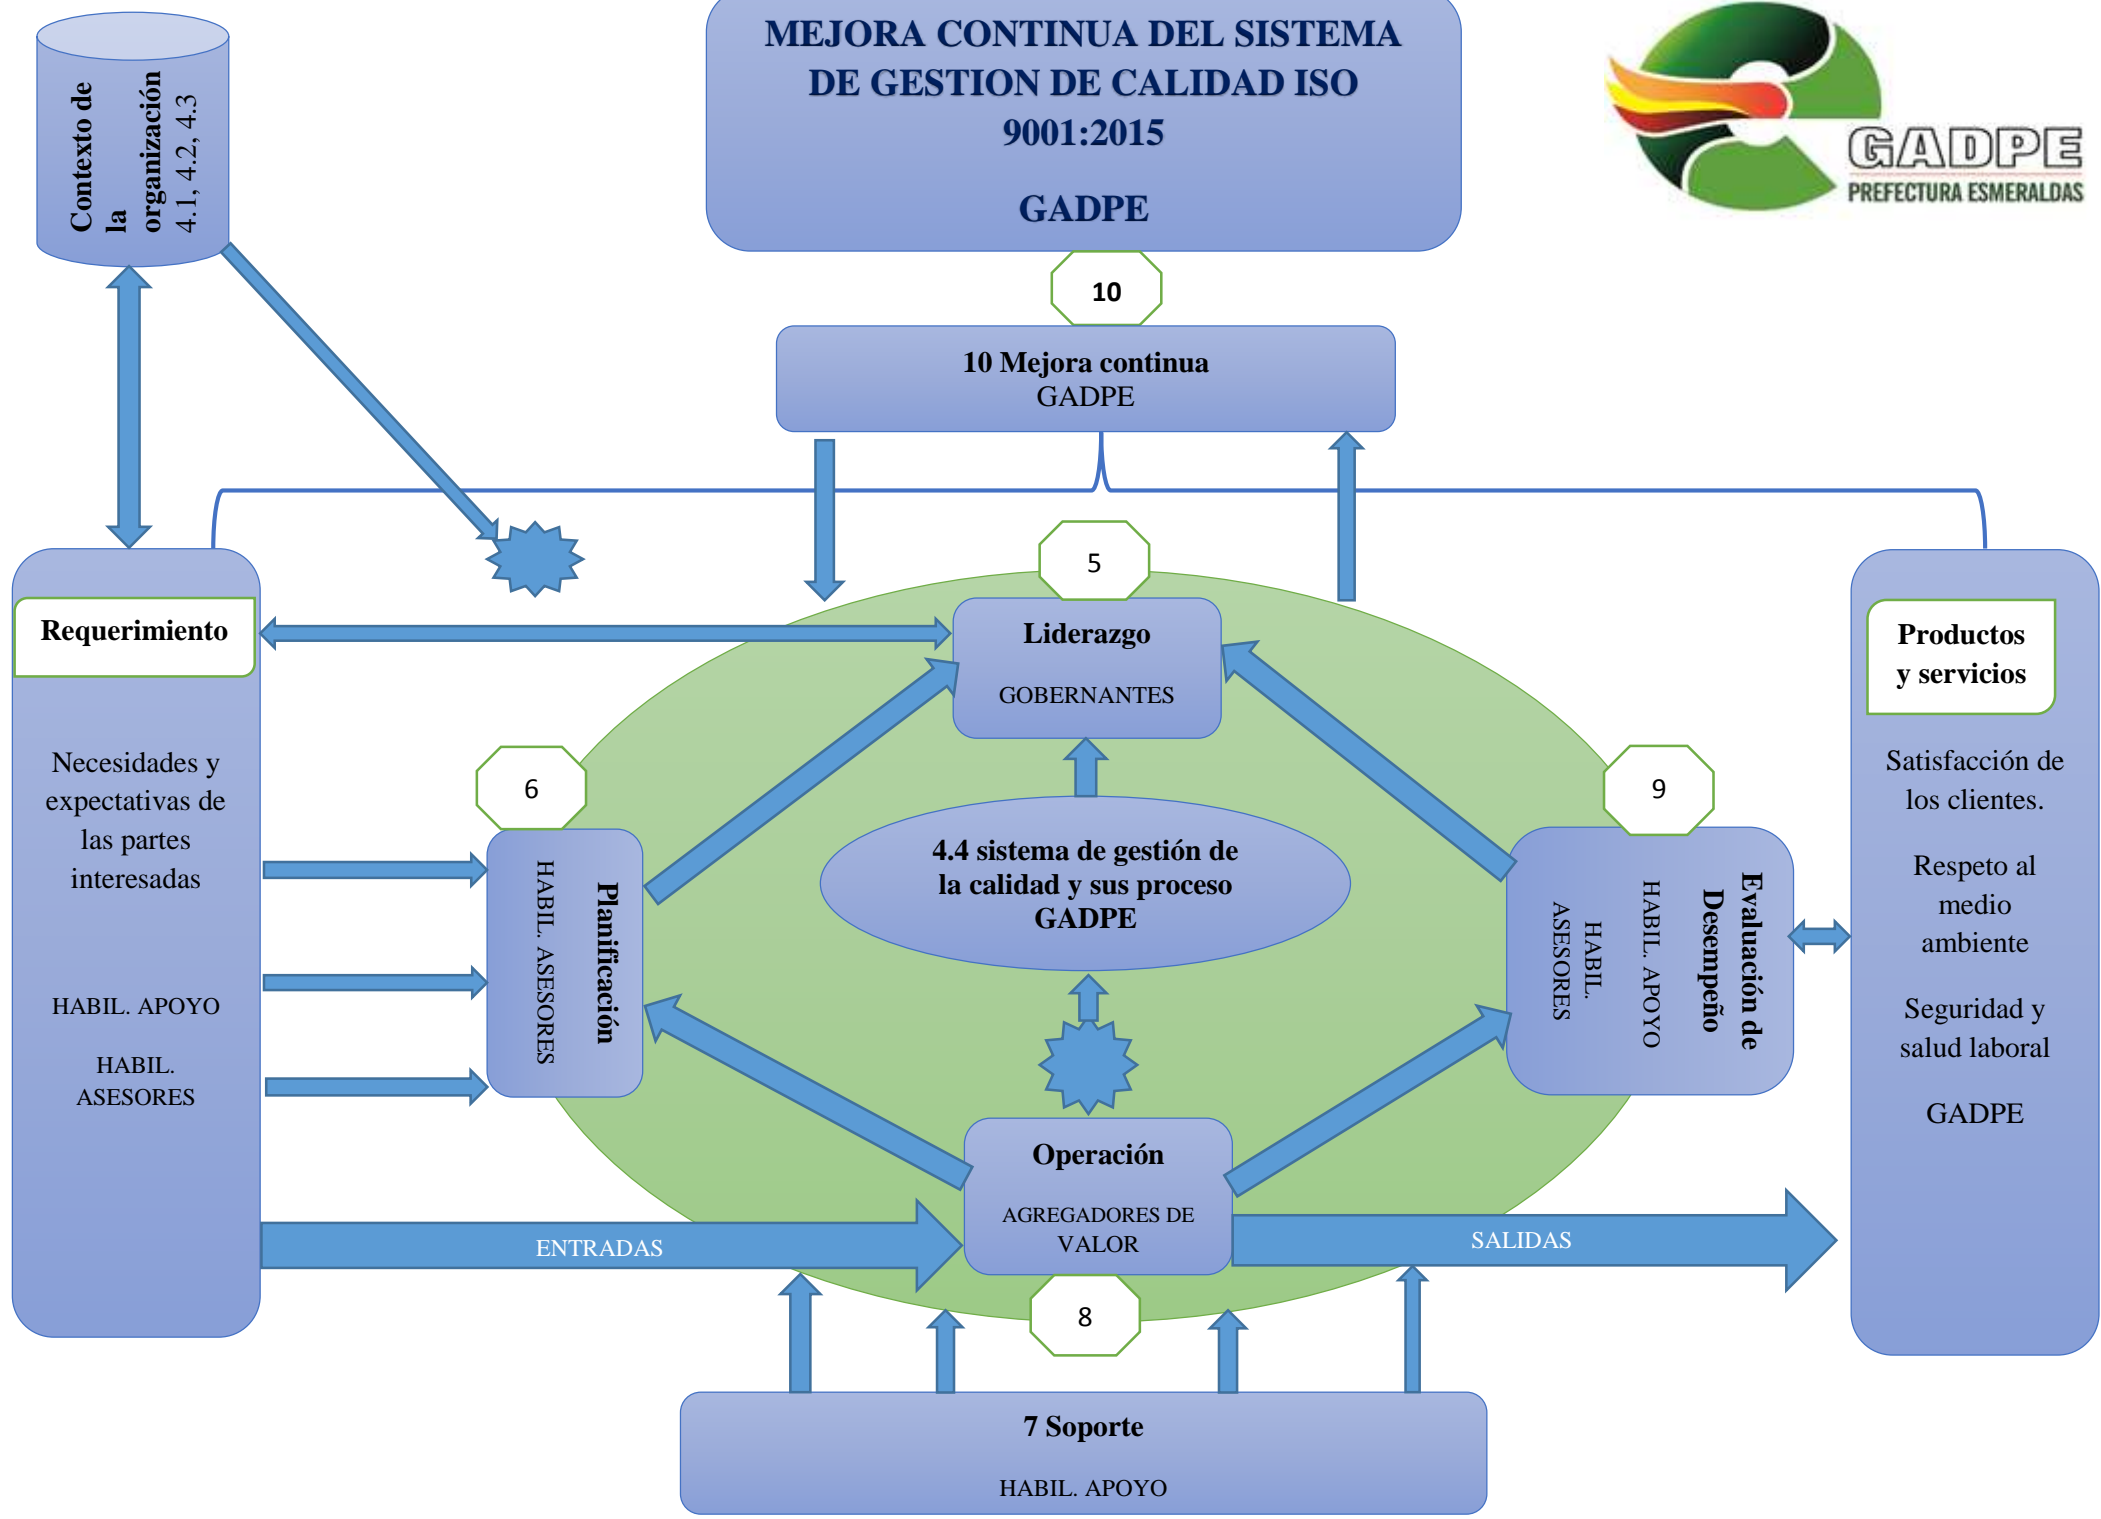 MEJORA CONTINUA DEL SISTEMA
DE GESTION DE CALIDAD ISO
9001:2015
GADPE
GADPE
PREFECTURA ESMERALDAS
Contexto de
la
organización
4.1, 4.2, 4.3
10
10 Mejora continua
GADPE
5
Liderazgo
GOBERNANTES
Requerimiento
Necesidades y
expectativas de
las partes
interesadas
HABIL. APOYO
HABIL.
ASESORES
6
Planificación
HABIL. ASESORES
4.4 sistema de gestión de
la calidad y sus proceso
GADPE
9
Evaluación de
Desempeño
HABIL. APOYO
HABIL.
ASESORES
Productos
y servicios
Satisfacción de
los clientes.
Respeto al
medio
ambiente
Seguridad y
salud laboral
GADPE
Operación
AGREGADORES DE
VALOR
ENTRADAS
SALIDAS
8
7 Soporte
HABIL. APOYO